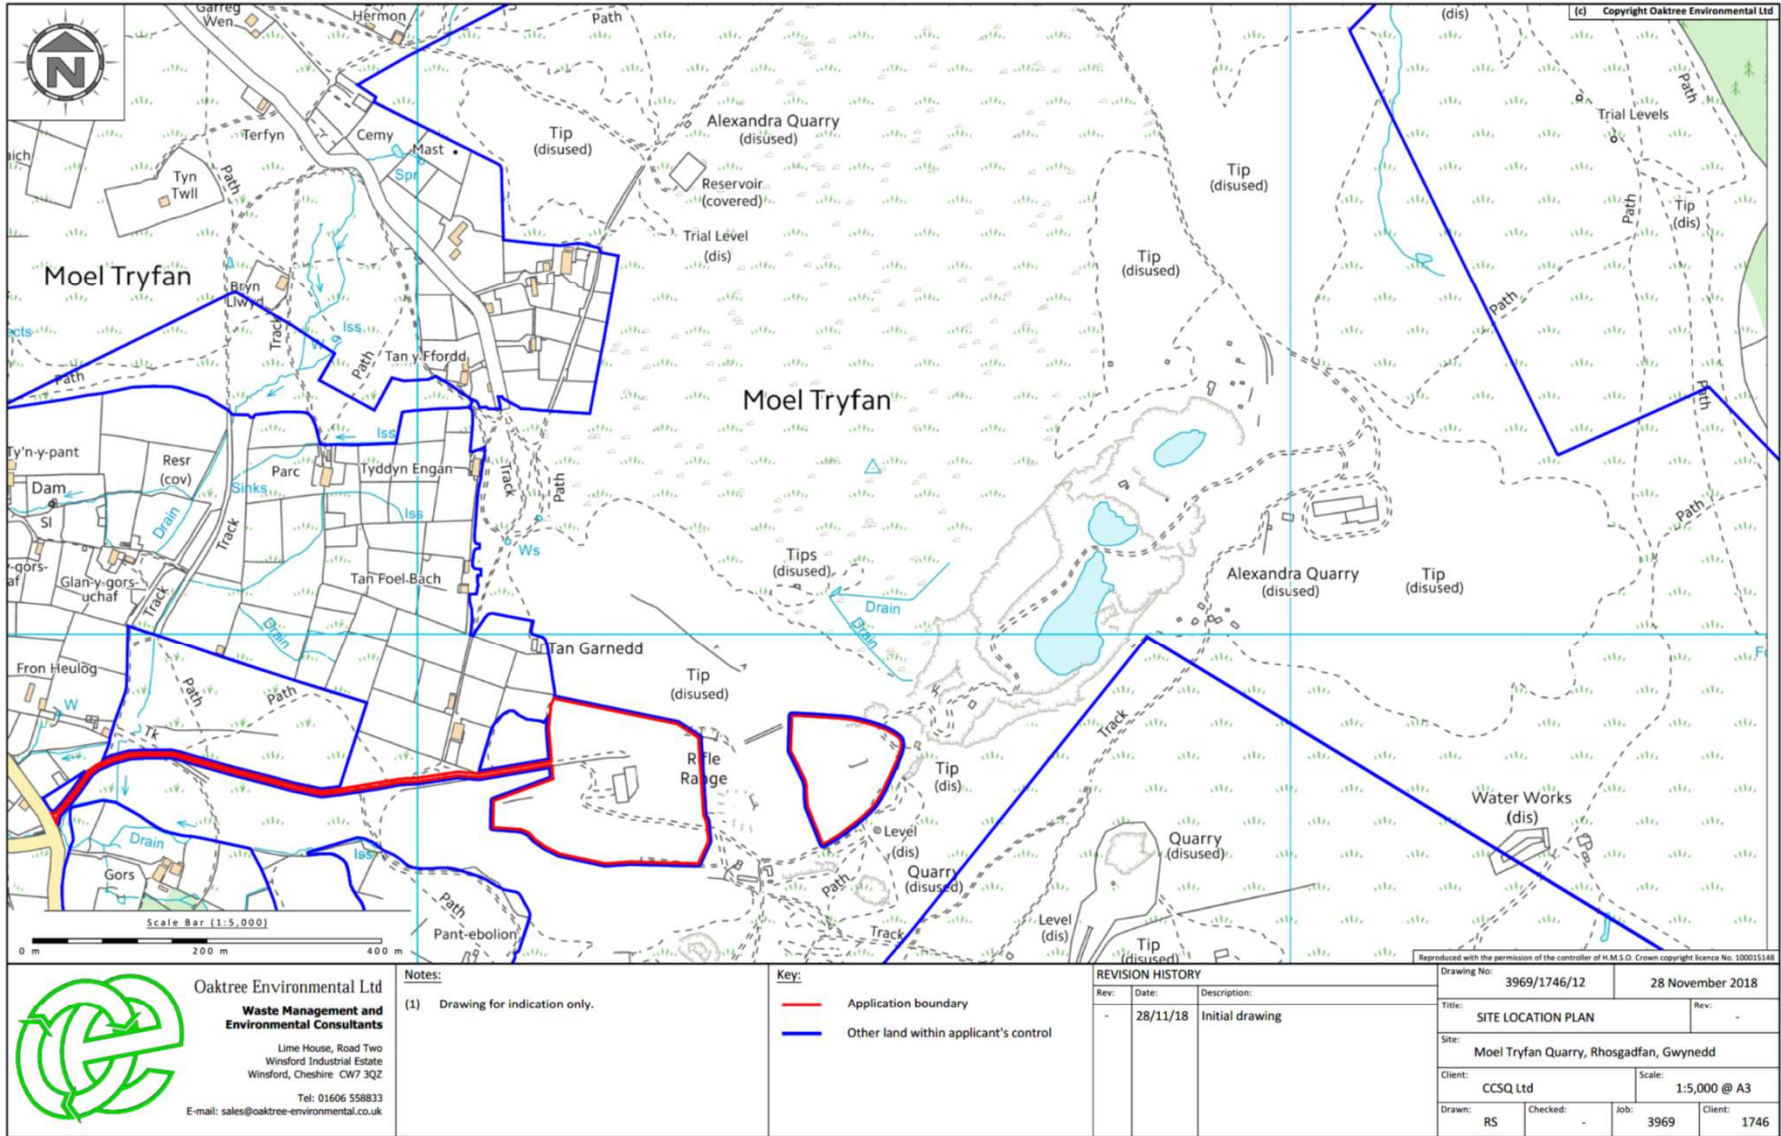 (c) Copyright Oaktree Environmental Ltd
N
Garreg
Wen
Hermon
Path
(dis)
Path
Terfyn
Cemy
Mast
Spr
Tip
(disused)
Alexandra Quarry
(disused)
Trial Levels
Tyn
Twll
Path
Reservoir
(covered)
Tip
(disused)
Path
Tip
(dis)
Trial Level
(dis)
Moel Tryfan
Bryn
Llwyd
Tip
(disused)
Track
Iss
W
Path
Path
Path
Tan y Ffordd
Path
Moel Tryfan
Iss
Ty'n-y-pant
Resr
(cov)
Parc
Tyddyn Engan
Track
Path
Dam
Sl
Sinks
Drain
Iss
Track
Ws
Path
Glan-y-gors-
uchaf
Track
Tan Foel Bach
Tips
(disused)
Drain
Drain
Alexandra Quarry
(disused)
Tip
(disused)
Drain
Tan Garnedd
Fron Heulog
Path
Path
Tip
(disused)
W
Tk
Track
Rifle
Range
Tip
(dis)
Water Works
(dis)
Drain
Iss
Level
(dis)
Quarry
(disused)
Gors
Path
Quarry
(disused)
Path
Pant-ebolion
Track
Level
(dis)
Tip
(disused)
Scale Bar (1:5,000)
0 m 200 m 400 m
Reproduced with the permission of the controller of H.M.S.O. Crown copyright licence No. 100015148
Oaktree Environmental Ltd
Waste Management and
Environmental Consultants
Lime House, Road Two
Winsford Industrial Estate
Winsford, Cheshire CW7 3QZ
Tel: 01606 558833
E-mail: sales@oaktree-environmental.co.uk
Notes:
(1) Drawing for indication only.
Key:
Application boundary
Other land within applicant's control
REVISION HISTORY
Rev: Date: Description:
- 28/11/18 Initial drawing
Drawing No:
3969/1746/12 28 November 2018
Title: Rev:
SITE LOCATION PLAN -
Site:
Moel Tryfan Quarry, Rhosgadfan, Gwynedd
Client: Scale:
CCSQ Ltd 1:5,000 @ A3
Drawn: Checked: Job: Client:
RS - 3969 1746